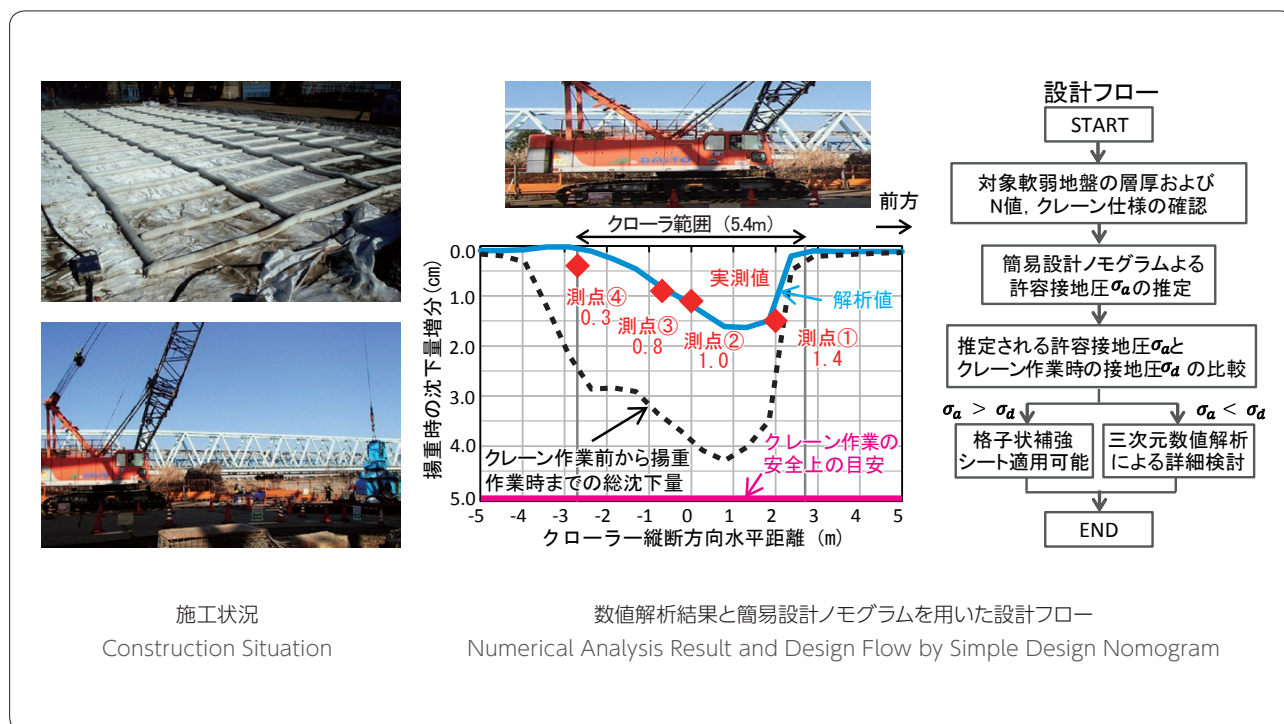 DAITO
前方
クローラ範囲（5.4m）
揚重時の沈下量増分（cm）
0.0
1.0
2.0
3.0
4.0
5.0
実測値
解析値
測点④
0.3
測点③
0.8
測点②
1.0
測点①
1.4
クレーン作業の
安全上の目安
クレーン作業前から揚重
作業時までの総沈下量
-5 -4 -3 -2 -1 0 1 2 3 4 5
クローラー縦断方向水平距離（m）
設計フロー
START
対象軟弱地盤の層厚および
N値，クレーン仕様の確認
簡易設計ノモグラムよる
許容接地圧σaの推定
推定される許容接地圧σaと
クレーン作業時の接地圧σdの比較
σa > σd
σa < σd
格子状補強
シート適用可能
三次元数値解析
による詳細検討
END
施工状況
Construction Situation
数値解析結果と簡易設計ノモグラムを用いた設計フロー
Numerical Analysis Result and Design Flow by Simple Design Nomogram